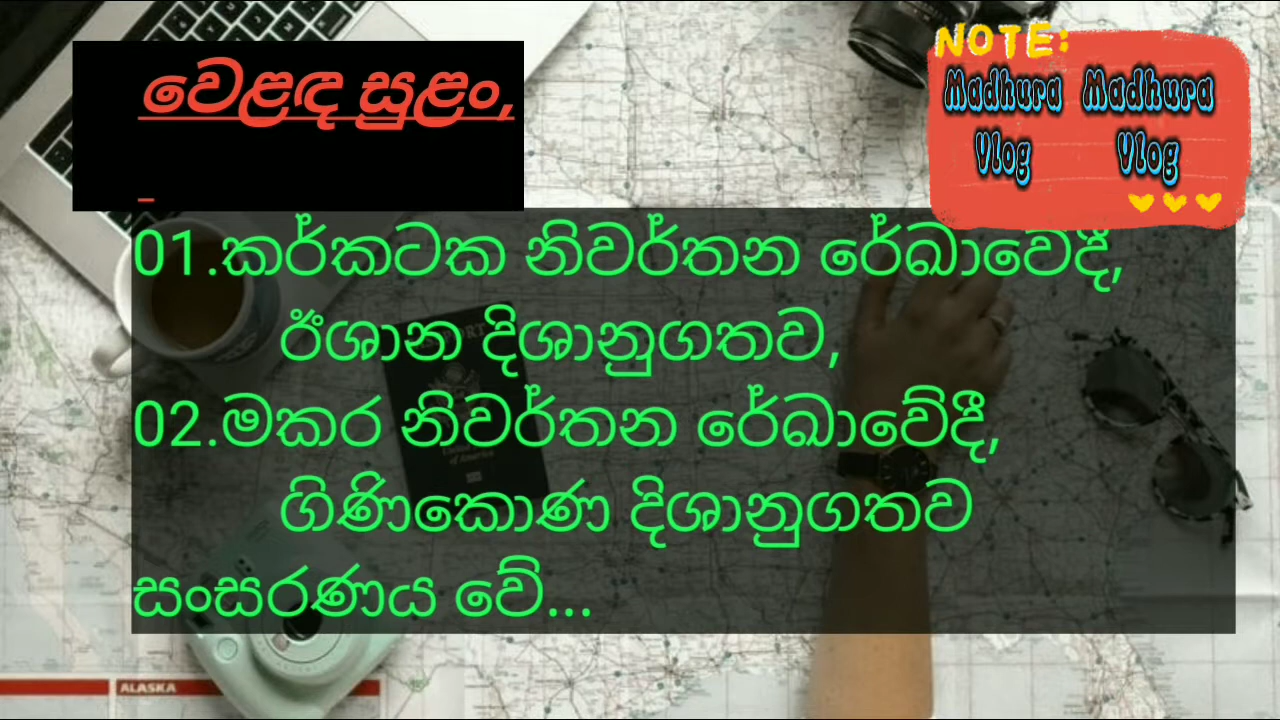 වෙළඳ සුළං,
NOTE:
Madhura Madhura
Vlog Vlog
01.කර්කටක නිවර්තන රේඛාවේදී,
ඊශාන දිශානුගතව,
02.මකර නිවර්තන රේඛාවේදී,
ගිණිකොණ දිශානුගතව
සංසරණය වේ...
ALASKA